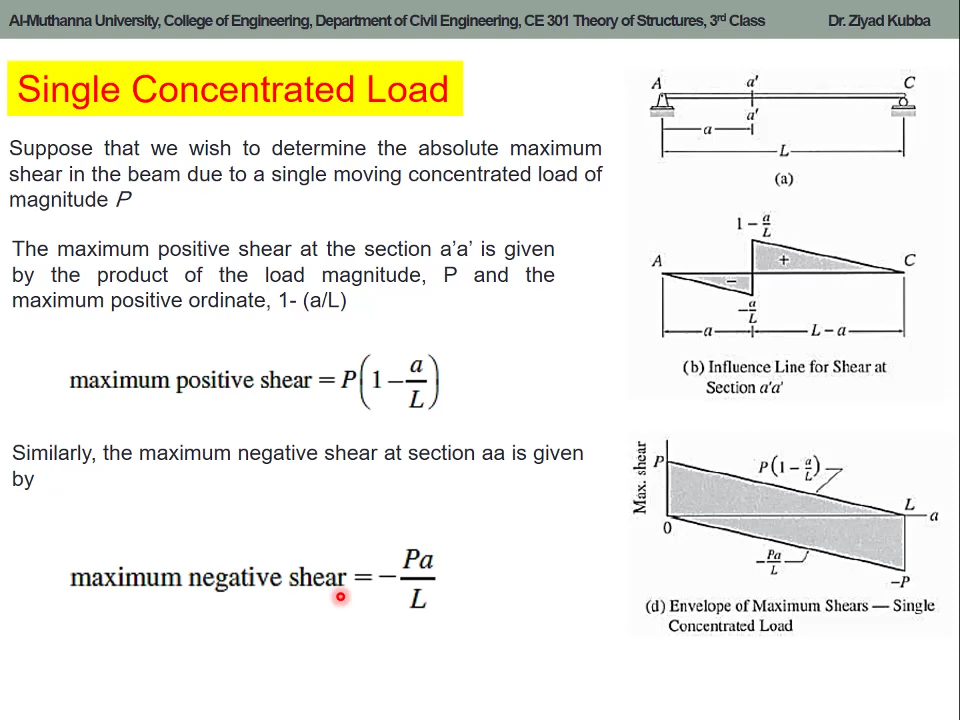 Al-Muthanna University, College of Engineering, Department of Civil Engineering, CE 301 Theory of Structures, 3rd Class Dr. Ziyad Kubba
Single Concentrated Load
Suppose that we wish to determine the absolute maximum
shear in the beam due to a single moving concentrated load of
magnitude P
The maximum positive shear at the section a’a’ is given
by the product of the load magnitude, P and the
maximum positive ordinate, 1- (a/L)
maximum positive shear = P(1 − a/L)
Similarly, the maximum negative shear at section aa is given
by
maximum negative shear = − Pa/L
A a' C
a'
a
L
(a)
1 − a/L
A + C
−
− a/L
a L − a
(b) Influence Line for Shear at
Section a'a'
Max. shear
P P(1 − a/L)
L
a
0
− Pa/L
−P
(d) Envelope of Maximum Shears — Single
Concentrated Load